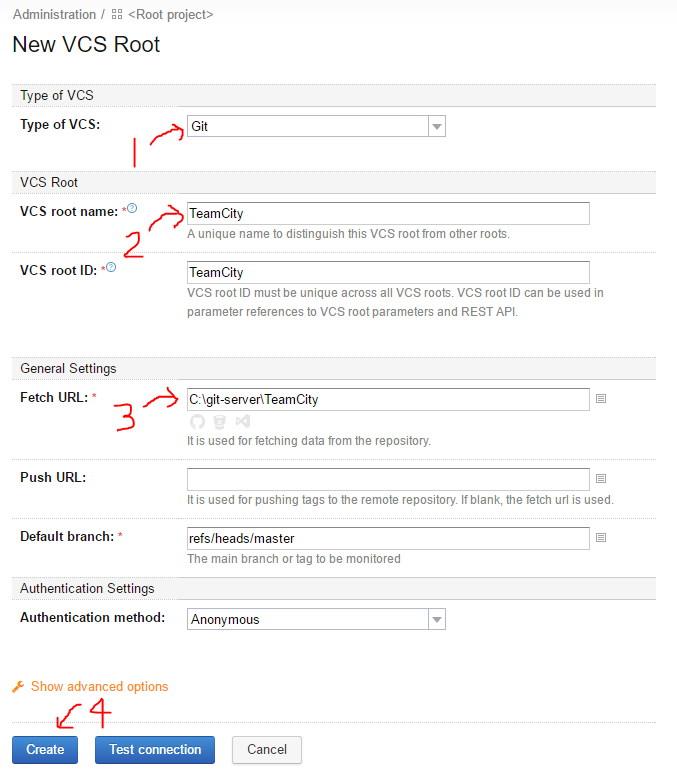 Administration / <Root project>
New VCS Root
Type of VCS
Type of VCS: Git
1
VCS Root
VCS root name: *? TeamCity
2
A unique name to distinguish this VCS root from other roots.
VCS root ID: *? TeamCity
VCS root ID must be unique across all VCS roots. VCS root ID can be used in
parameter references to VCS root parameters and REST API.
General Settings
Fetch URL: * C:\git-server\TeamCity
3
It is used for fetching data from the repository.
Push URL:
It is used for pushing tags to the remote repository. If blank, the fetch url is used.
Default branch: * refs/heads/master
The main branch or tag to be monitored
Authentication Settings
Authentication method: Anonymous
Show advanced options
4
Create Test connection Cancel